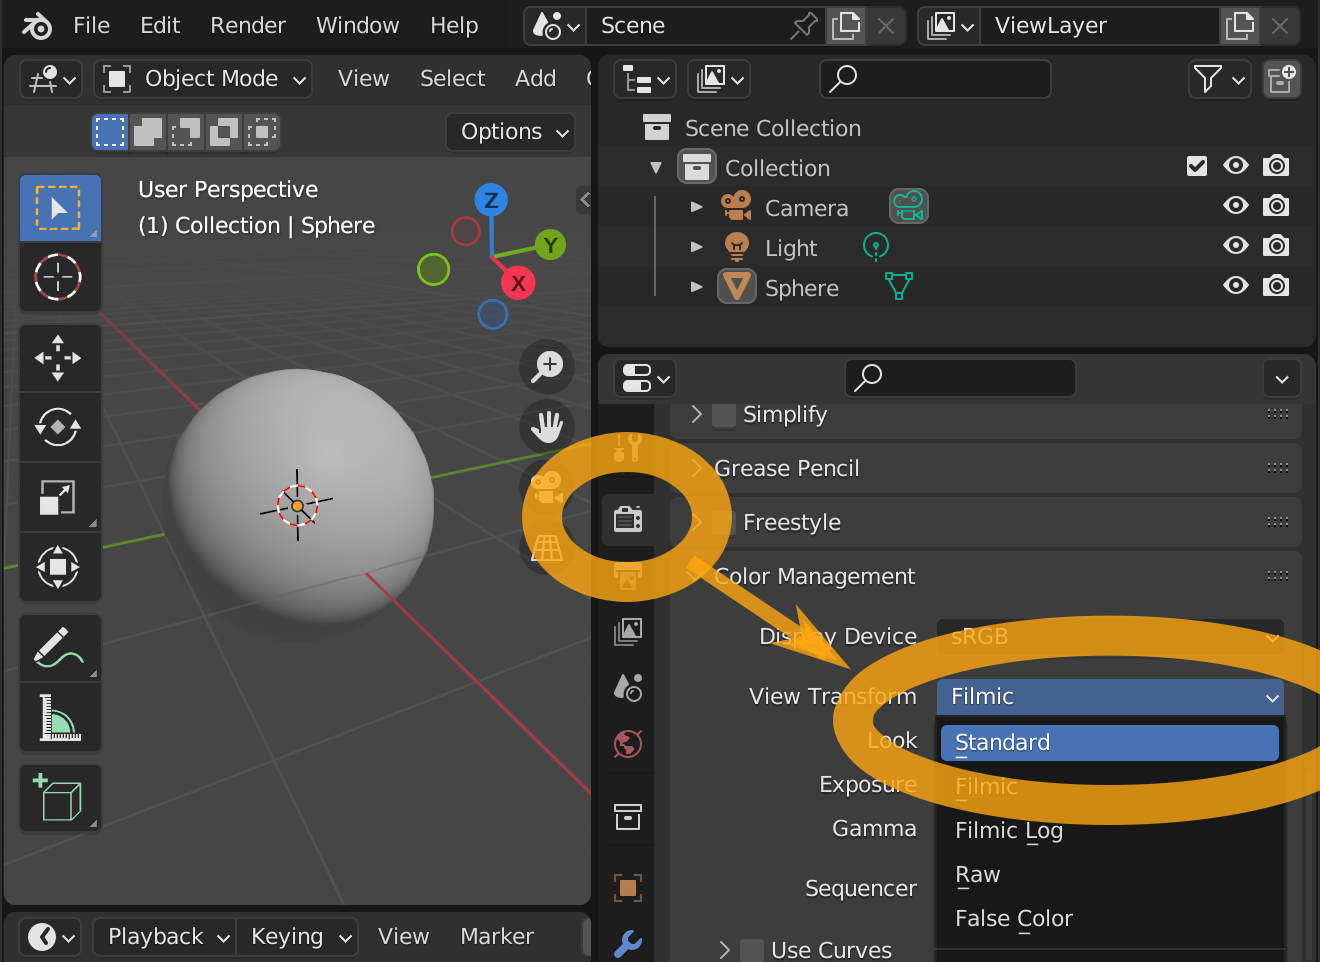 File Edit Render Window Help Scene ViewLayer
Object Mode View Select Add
Options
User Perspective
(1) Collection | Sphere
Z
Y
X
Scene Collection
Collection
Camera
Light
Sphere
Simplify
Grease Pencil
Freestyle
Color Management
Display Device sRGB
View Transform Filmic
Look Standard
Exposure Filmic
Gamma Filmic Log
Raw
Sequencer
False Color
Use Curves
Playback Keying View Marker